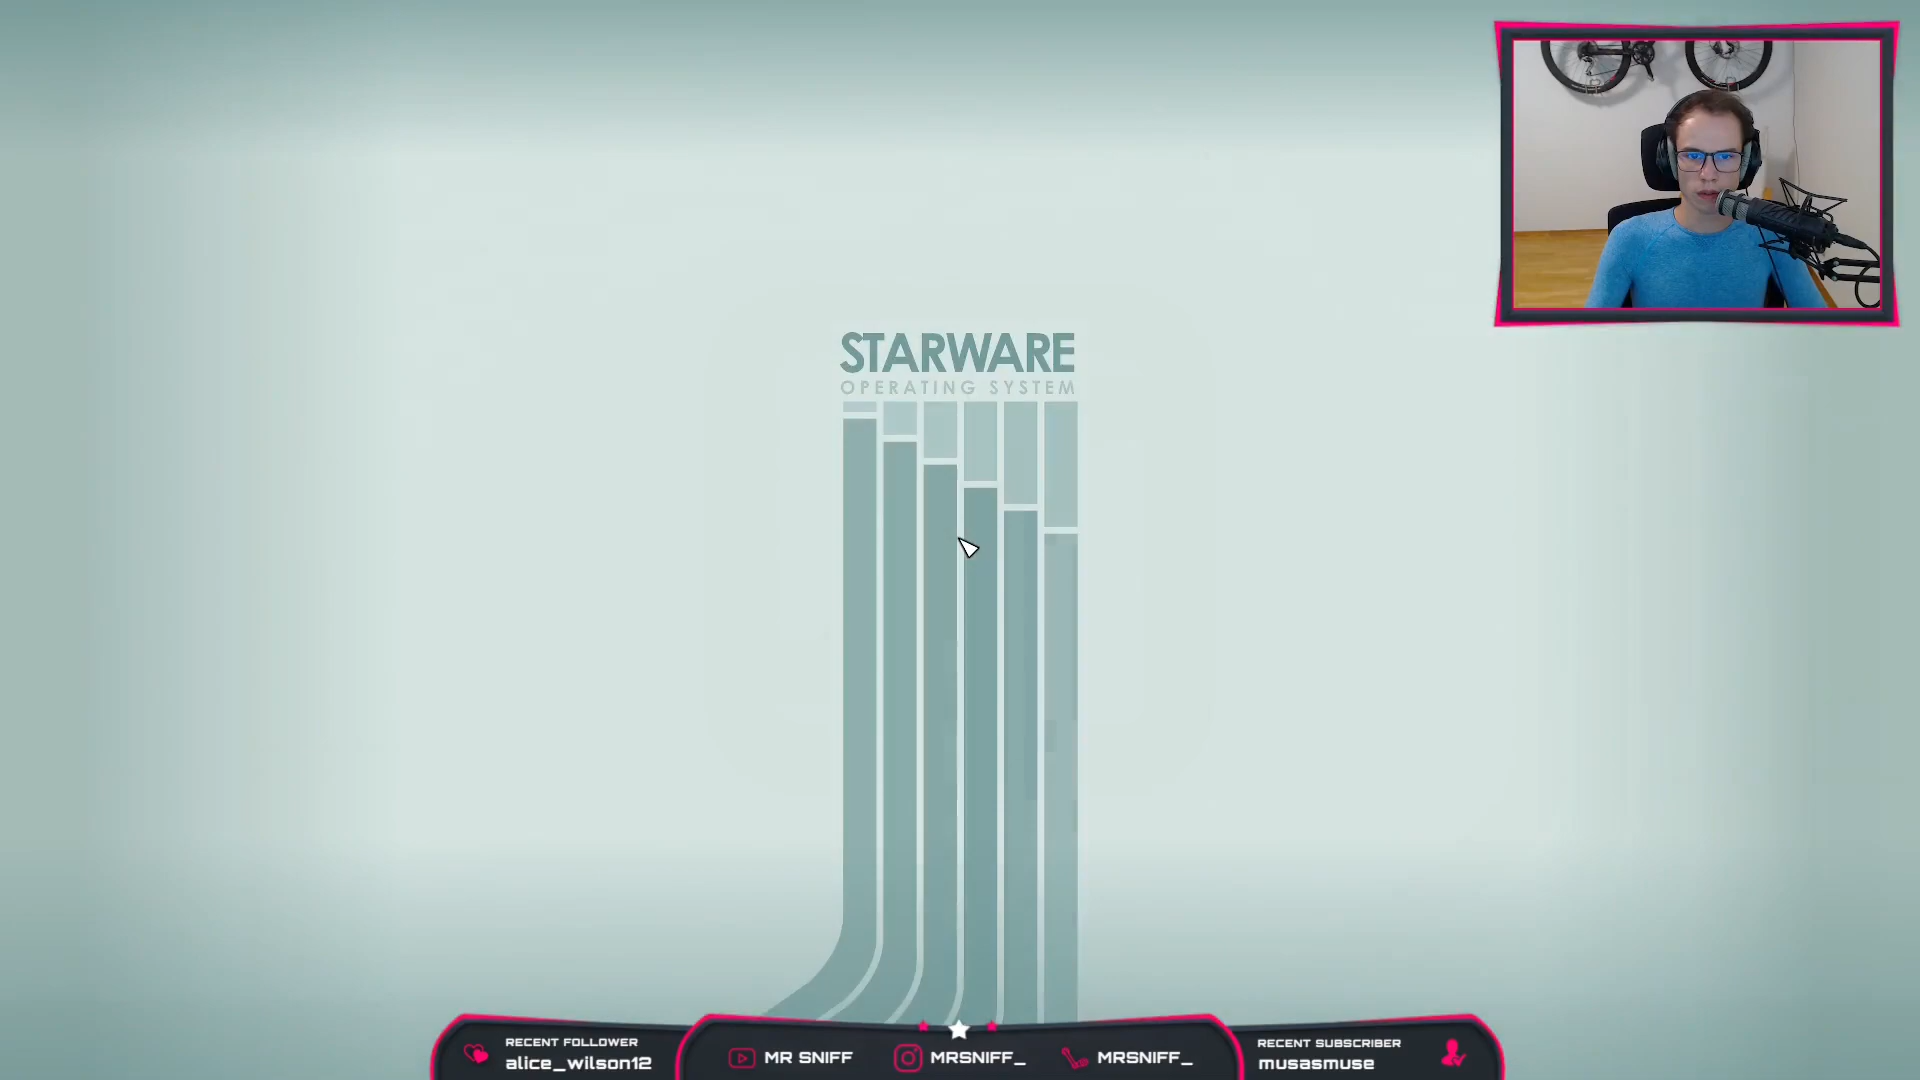 STARWARE
OPERATING SYSTEM
RECENT FOLLOWER
alice_wilson12
MR SNIFF
MRSNIFF_
MRSNIFF_
RECENT SUBSCRIBER
musasmuse